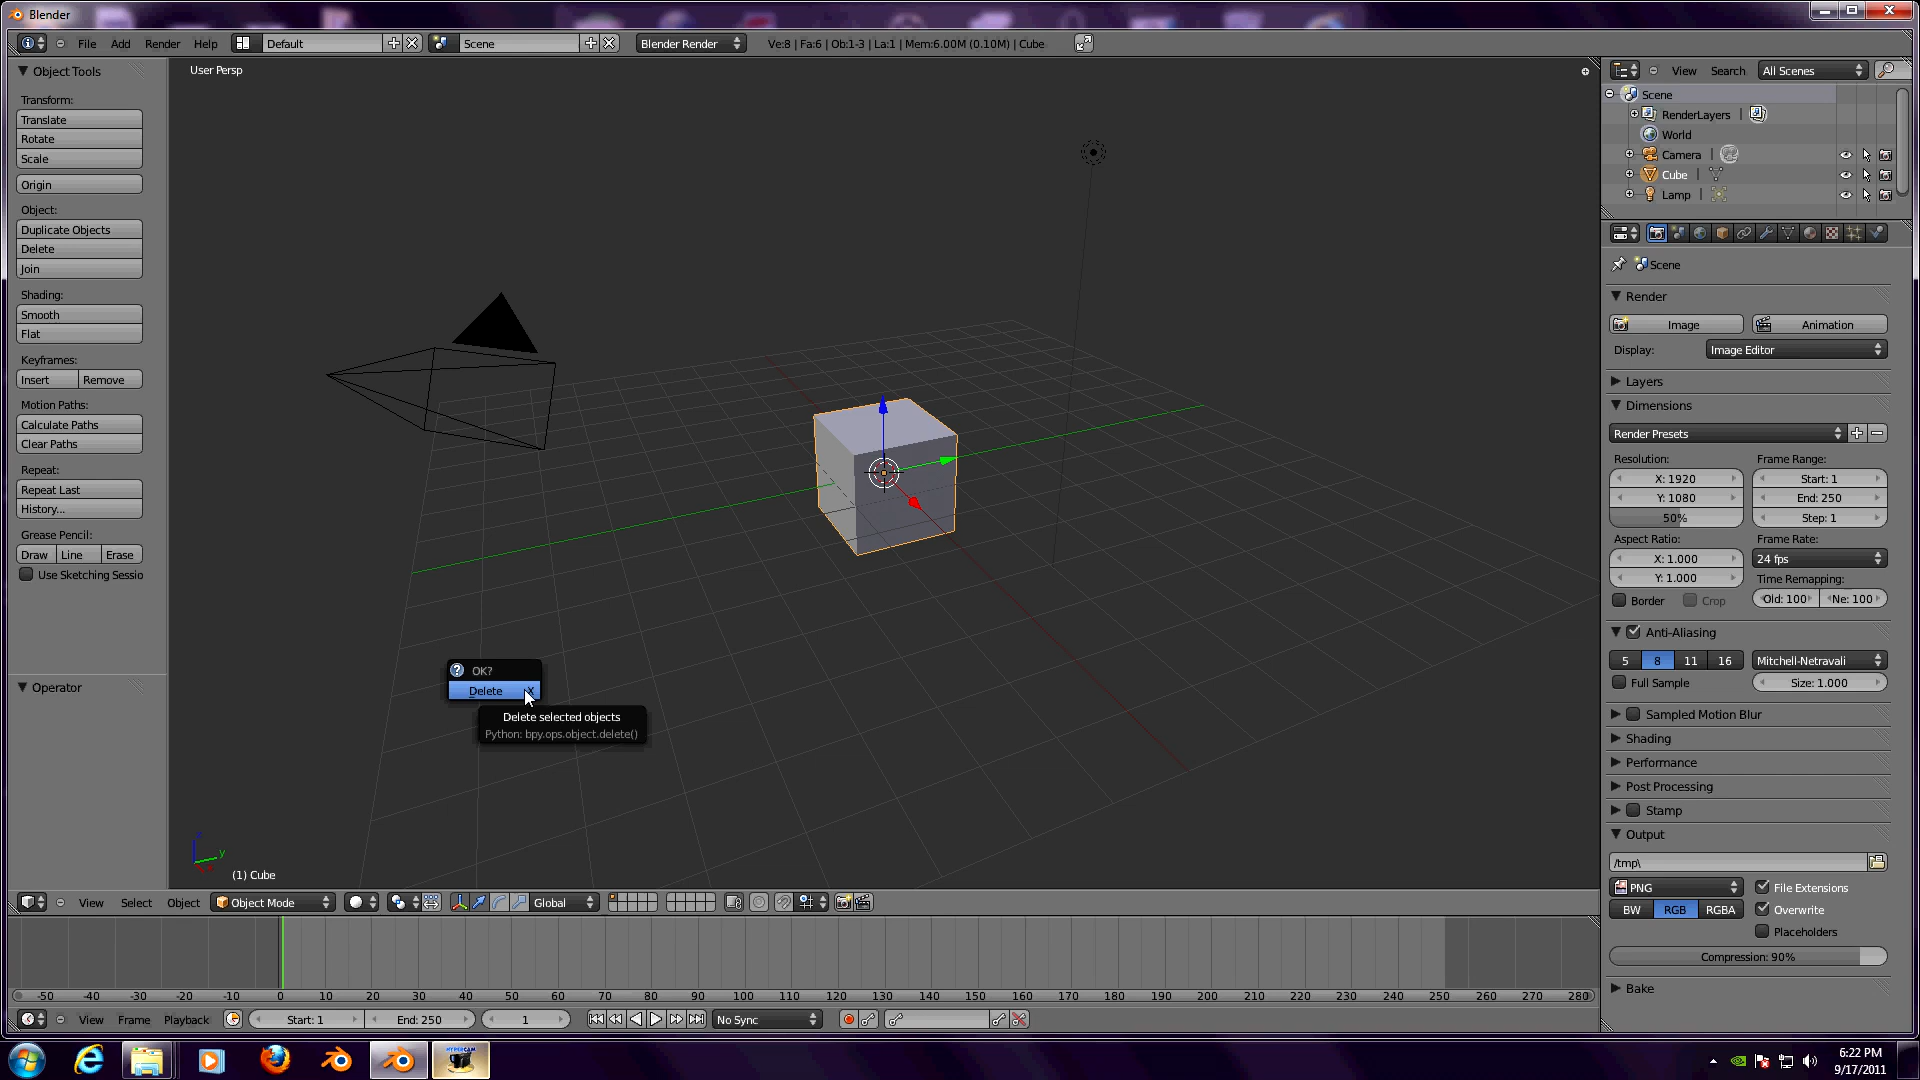 Blender
File Add Render Help Default Scene Blender Render Ve:8 | Fa:6 | Ob:1-3 | La:1 | Mem:6.00M (0.10M) | Cube
Object Tools
Transform:
Translate
Rotate
Scale
Origin
Object:
Duplicate Objects
Delete
Join
Shading:
Smooth
Flat
Keyframes:
Insert Remove
Motion Paths:
Calculate Paths
Clear Paths
Repeat:
Repeat Last
History...
Grease Pencil:
Draw Line Erase
Use Sketching Sessio
Operator
User Persp
OK?
Delete X
Delete selected objects
Python: bpy.ops.object.delete()
y
(1) Cube
View Select Object Object Mode Global
-50 -40 -30 -20 -10 0 10 20 30 40 50 60 70 80 90 100 110 120 130 140 150 160 170 180 190 200 210 220 230 240 250 260 270 280
View Frame Playback Start: 1 End: 250 1 No Sync
View Search All Scenes
Scene
RenderLayers |
World
Camera |
Cube |
Lamp |
Scene
Render
Image Animation
Display: Image Editor
Layers
Dimensions
Render Presets
Resolution: Frame Range:
X: 1920 Start: 1
Y: 1080 End: 250
50% Step: 1
Aspect Ratio: Frame Rate:
X: 1.000 24 fps
Y: 1.000 Time Remapping:
Border Crop Old: 100 Ne: 100
Anti-Aliasing
5 8 11 16 Mitchell-Netravali
Full Sample Size: 1.000
Sampled Motion Blur
Shading
Performance
Post Processing
Stamp
Output
/tmp\
PNG File Extensions
BW RGB RGBA Overwrite
Placeholders
Compression: 90%
Bake
HYPERCAM
6:22 PM
9/17/2011